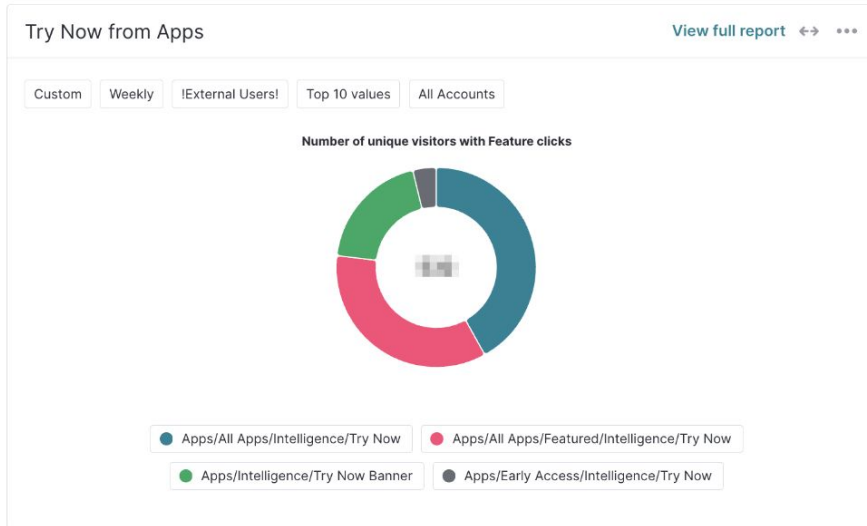 Try Now from Apps View full report
Custom Weekly !External Users! Top 10 values All Accounts
Number of unique visitors with Feature clicks
Apps/All Apps/Intelligence/Try Now Apps/All Apps/Featured/Intelligence/Try Now
Apps/Intelligence/Try Now Banner Apps/Early Access/Intelligence/Try Now